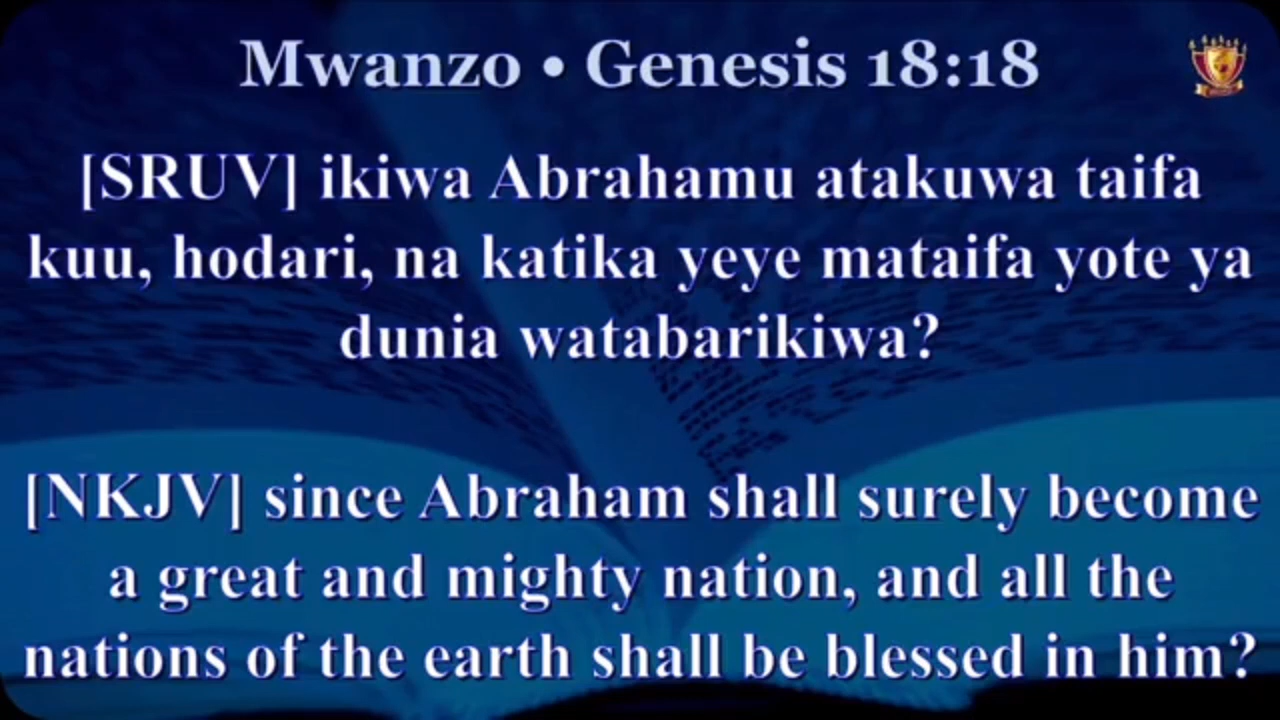 Mwanzo • Genesis 18:18
[SRUV] ikiwa Abrahamu atakuwa taifa
kuu, hodari, na katika yeye mataifa yote ya
dunia watabarikiwa?
[NKJV] since Abraham shall surely become
a great and mighty nation, and all the
nations of the earth shall be blessed in him?